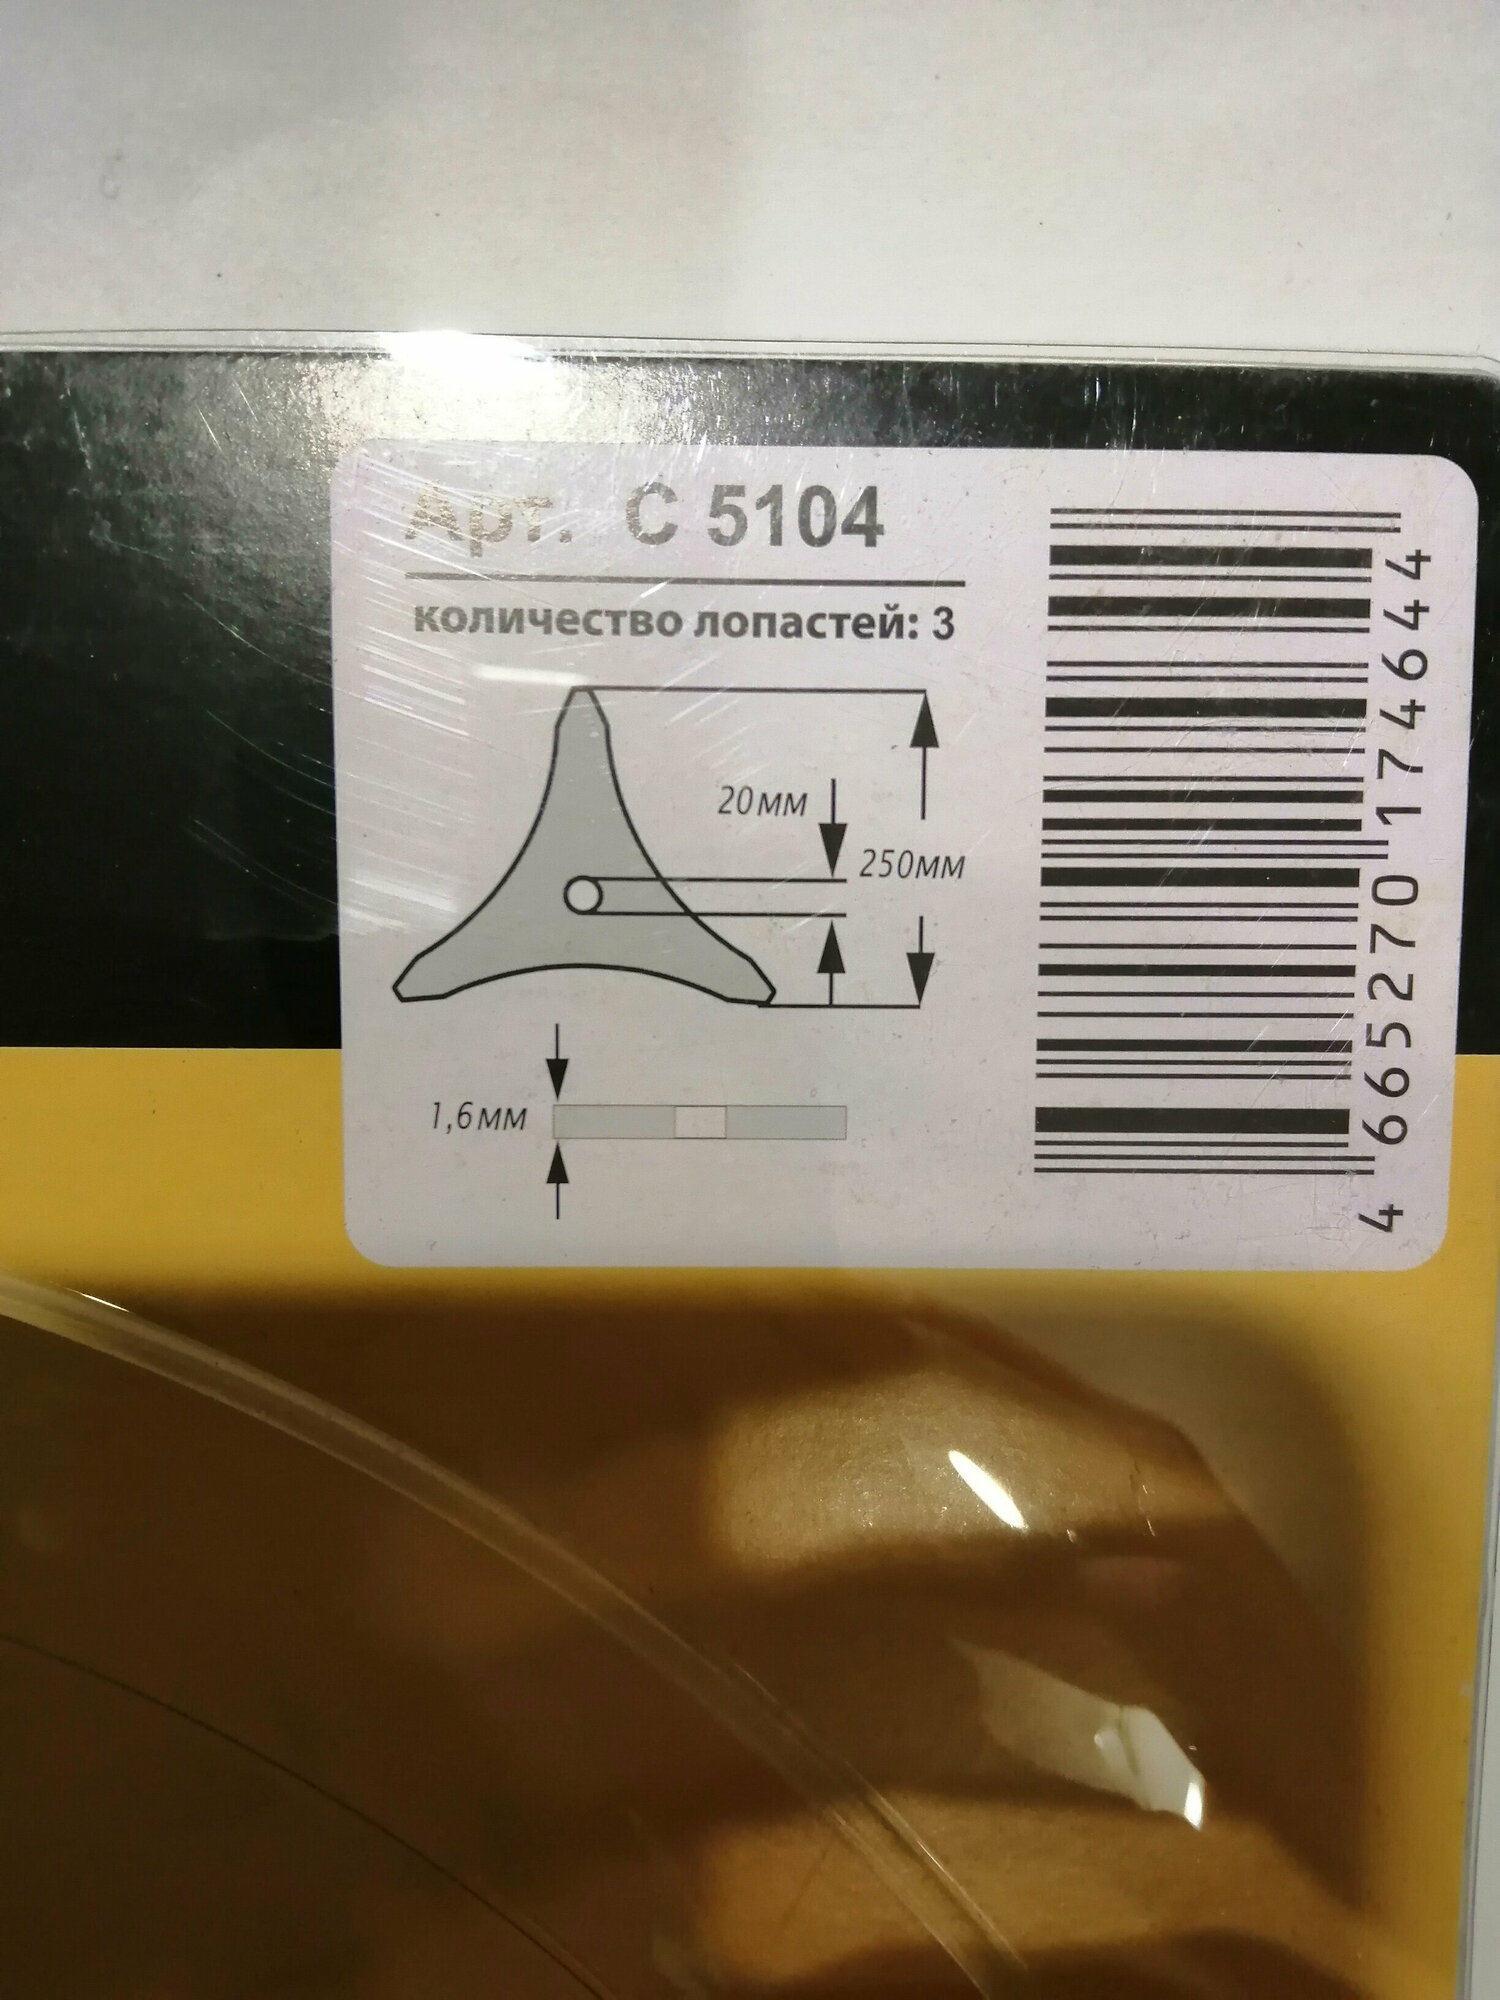 Арт. С 5104
количество лопастей: 3
20мм
250мм
1,6мм
4 665270 174644